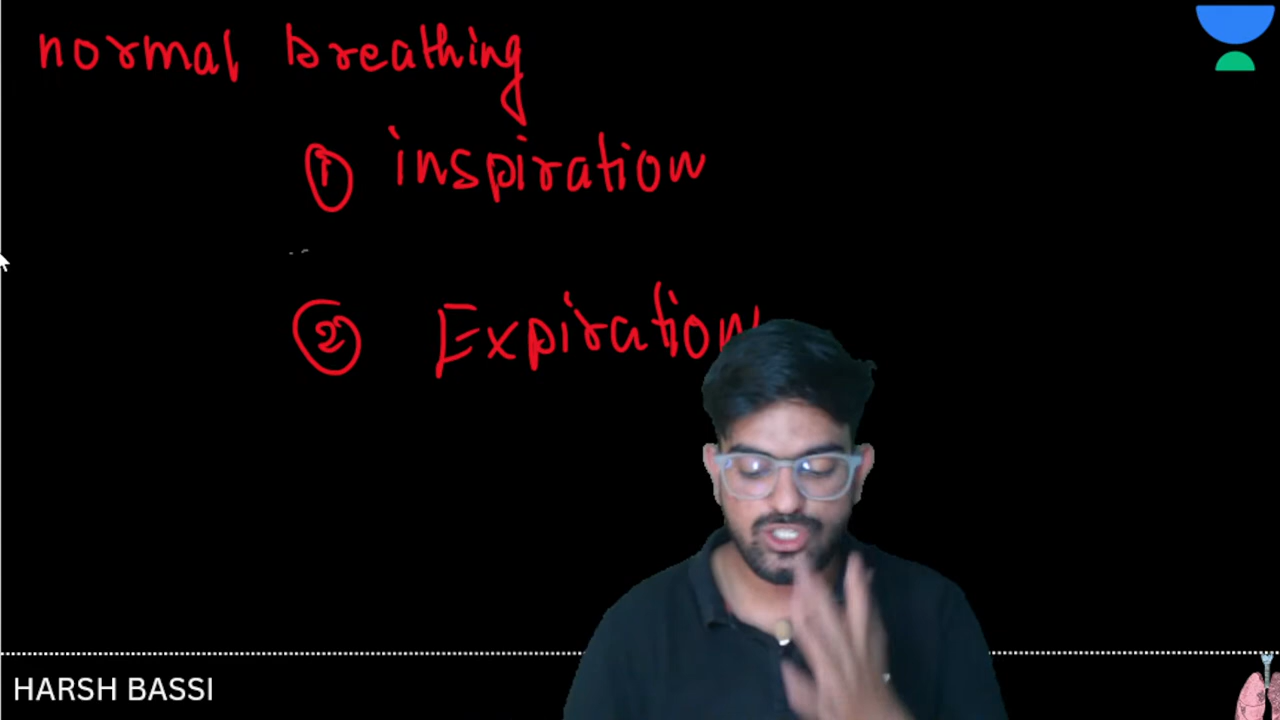 normal breathing
① inspiration
② Expiration
HARSH BASSI